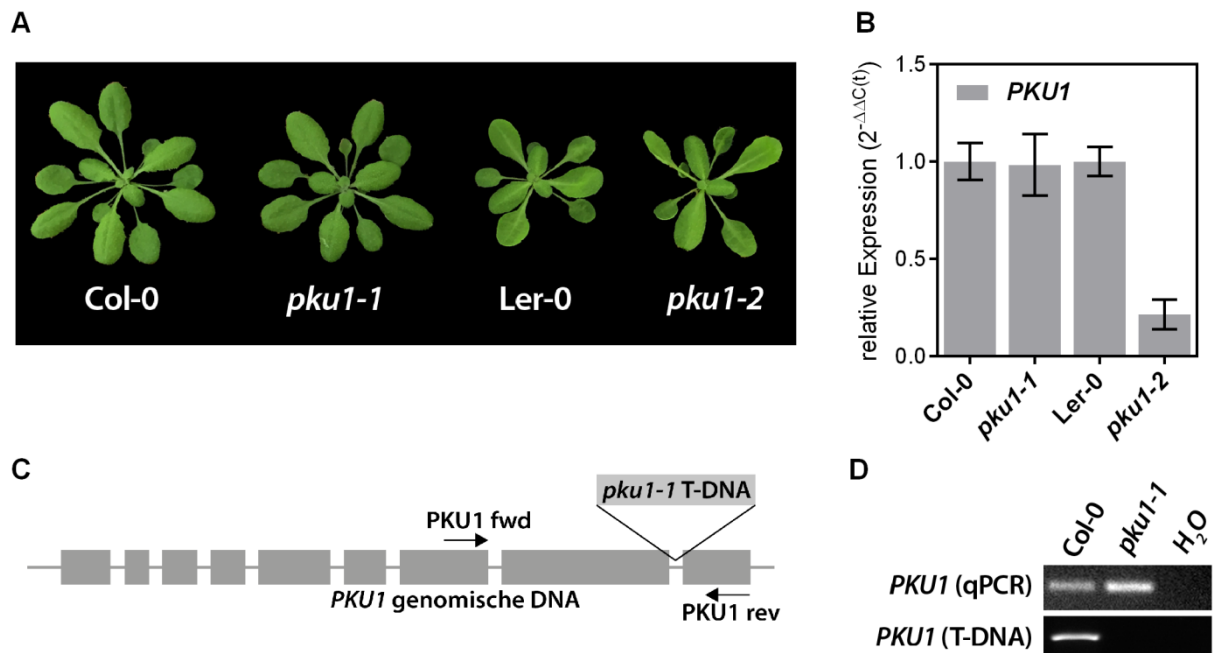 A
Col-0
pku1-1
Ler-0
pku1-2
B
relative Expression (2-ΔΔC(t))
1.5
1.0
0.5
0.0
PKU1
Col-0
pku1-1
Ler-0
pku1-2
C
pku1-1 T-DNA
PKU1 fwd
PKU1 genomische DNA
PKU1 rev
D
Col-0
pku1-1
H2O
PKU1 (qPCR)
PKU1 (T-DNA)